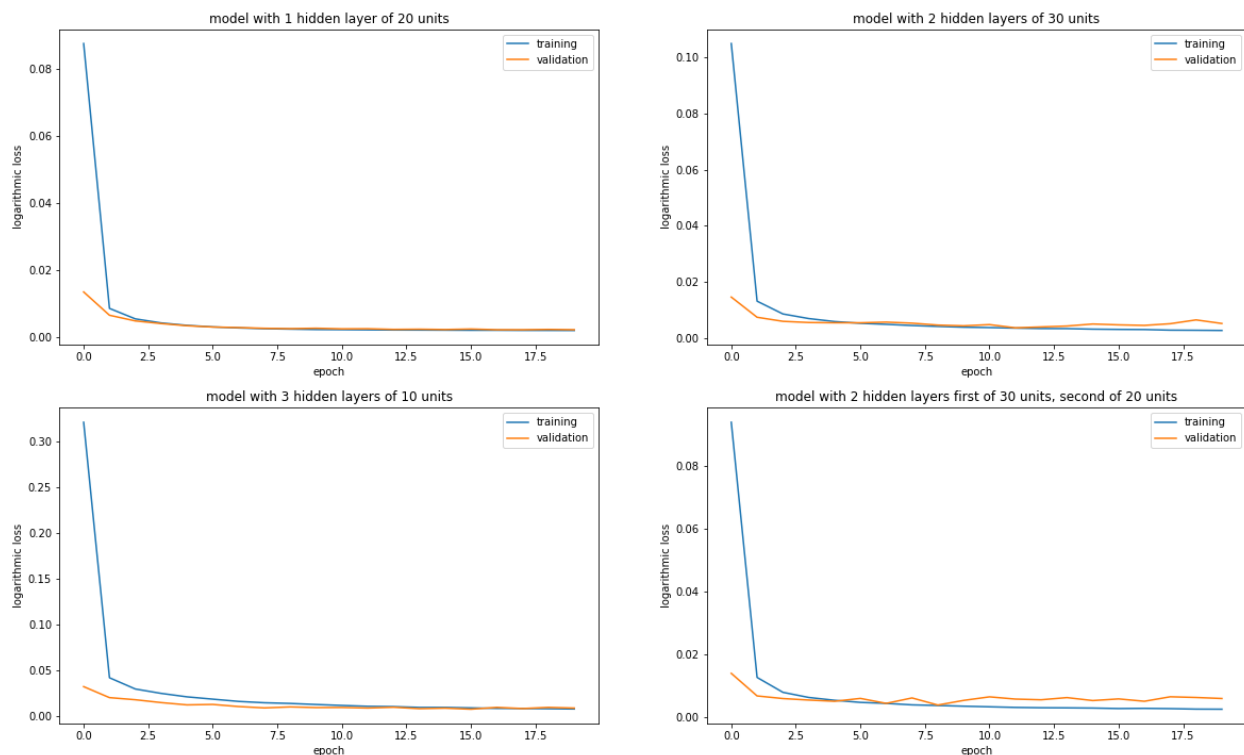 model with 1 hidden layer of 20 units
training
validation
logarithmic loss
0.08
0.06
0.04
0.02
0.00
0.0 2.5 5.0 7.5 10.0 12.5 15.0 17.5
epoch
model with 2 hidden layers of 30 units
training
validation
logarithmic loss
0.10
0.08
0.06
0.04
0.02
0.00
0.0 2.5 5.0 7.5 10.0 12.5 15.0 17.5
epoch
model with 3 hidden layers of 10 units
training
validation
logarithmic loss
0.30
0.25
0.20
0.15
0.10
0.05
0.00
0.0 2.5 5.0 7.5 10.0 12.5 15.0 17.5
epoch
model with 2 hidden layers first of 30 units, second of 20 units
training
validation
logarithmic loss
0.08
0.06
0.04
0.02
0.00
0.0 2.5 5.0 7.5 10.0 12.5 15.0 17.5
epoch